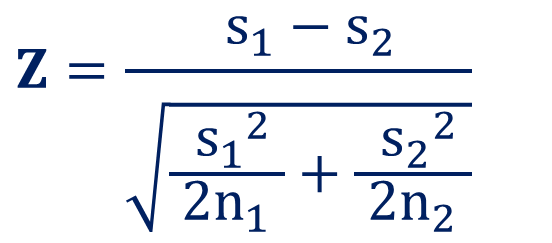 Z = (s₁ − s₂) / √(s₁²/2n₁ + s₂²/2n₂)